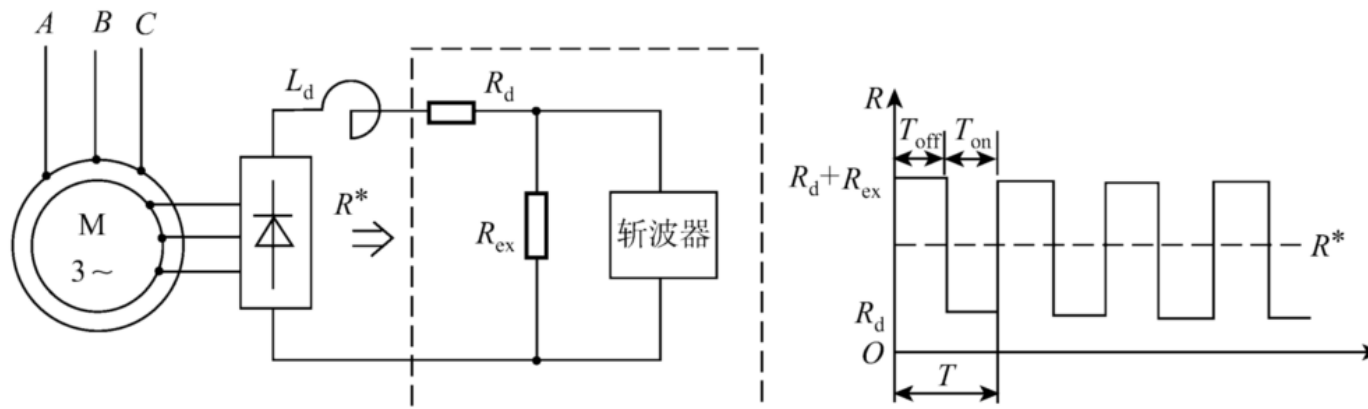 A B C
M
3～
L_d
R*
R_d
R_ex
斩波器
R
T_off T_on
R_d+R_ex
R*
R_d
O
T